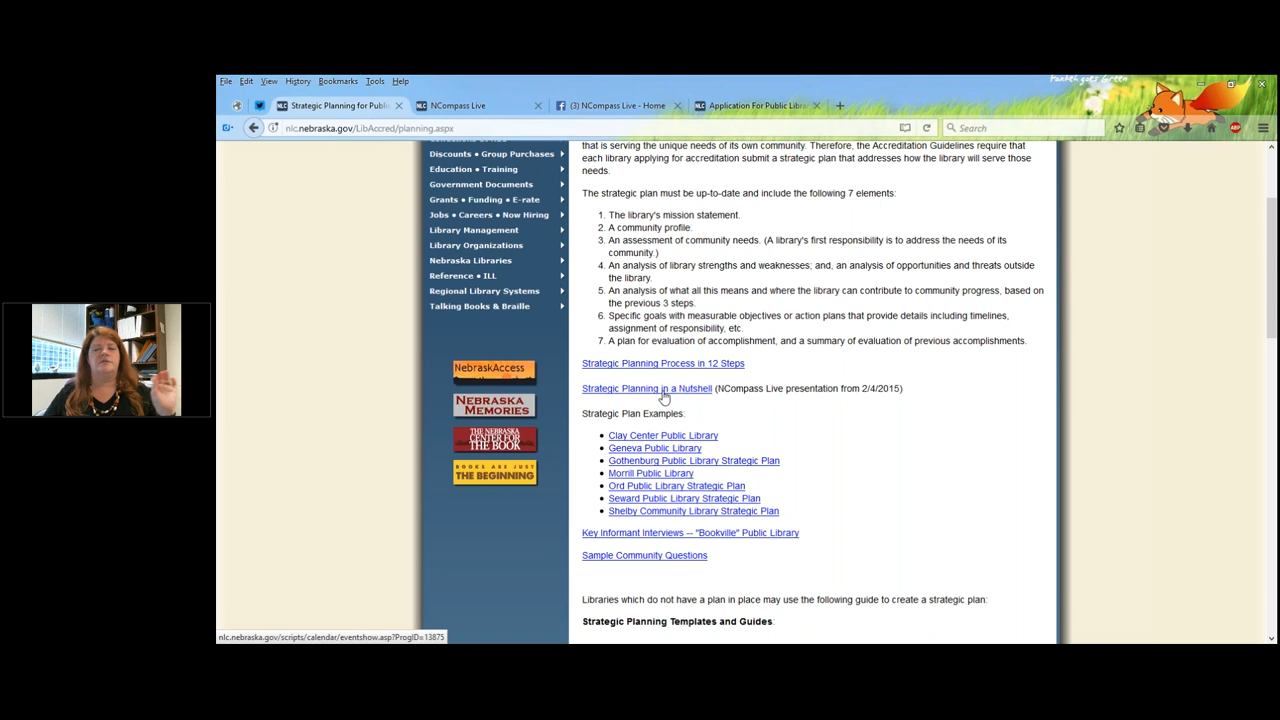 Foxkeh goes Green
File Edit View History Bookmarks Tools Help
Strategic Planning for Publi
NCompass Live
(3) NCompass Live - Home
Application For Public Libra
nlc.nebraska.gov/LibAccred/planning.aspx
Search
ABP
Discounts • Group Purchases
Education • Training
Government Documents
Grants • Funding • E-rate
Jobs • Careers • Now Hiring
Library Management
Library Organizations
Nebraska Libraries
Reference • ILL
Regional Library Systems
Talking Books & Braille
NebraskAccess
NEBRASKA
MEMORIES
THE NEBRASKA
CENTER FOR
THE BOOK
BOOKS ARE JUST
THE BEGINNING
that is serving the unique needs of its own community. Therefore, the Accreditation Guidelines require that
each library applying for accreditation submit a strategic plan that addresses how the library will serve those
needs.
The strategic plan must be up-to-date and include the following 7 elements:
1. The library's mission statement.
2. A community profile.
3. An assessment of community needs. (A library's first responsibility is to address the needs of its
community.)
4. An analysis of library strengths and weaknesses; and, an analysis of opportunities and threats outside
the library.
5. An analysis of what all this means and where the library can contribute to community progress, based on
the previous 3 steps.
6. Specific goals with measurable objectives or action plans that provide details including timelines,
assignment of responsibility, etc.
7. A plan for evaluation of accomplishment, and a summary of evaluation of previous accomplishments.
Strategic Planning Process in 12 Steps
Strategic Planning in a Nutshell (NCompass Live presentation from 2/4/2015)
Strategic Plan Examples:
• Clay Center Public Library
• Geneva Public Library
• Gothenburg Public Library Strategic Plan
• Morrill Public Library
• Ord Public Library Strategic Plan
• Seward Public Library Strategic Plan
• Shelby Community Library Strategic Plan
Key Informant Interviews -- "Bookville" Public Library
Sample Community Questions
Libraries which do not have a plan in place may use the following guide to create a strategic plan:
Strategic Planning Templates and Guides:
nlc.nebraska.gov/scripts/calendar/eventshow.asp?ProgID=13875